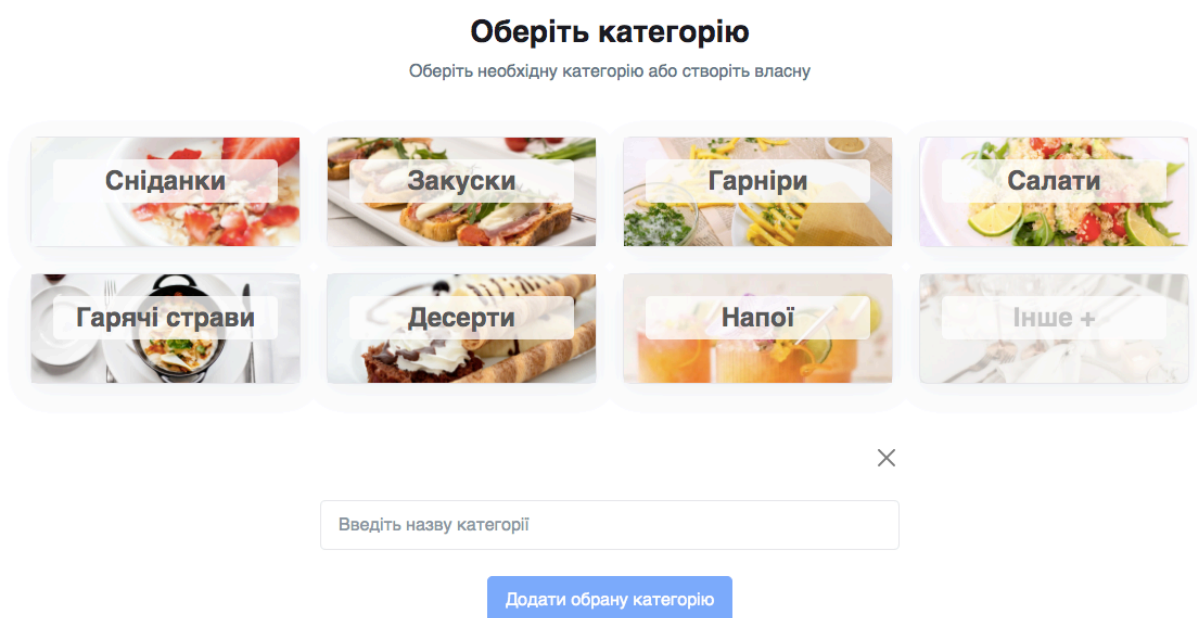 Оберіть категорію
Оберіть необхідну категорію або створіть власну
Сніданки
Закуски
Гарніри
Салати
Гарячі страви
Десерти
Напої
Інше +
Введіть назву категорії
Додати обрану категорію